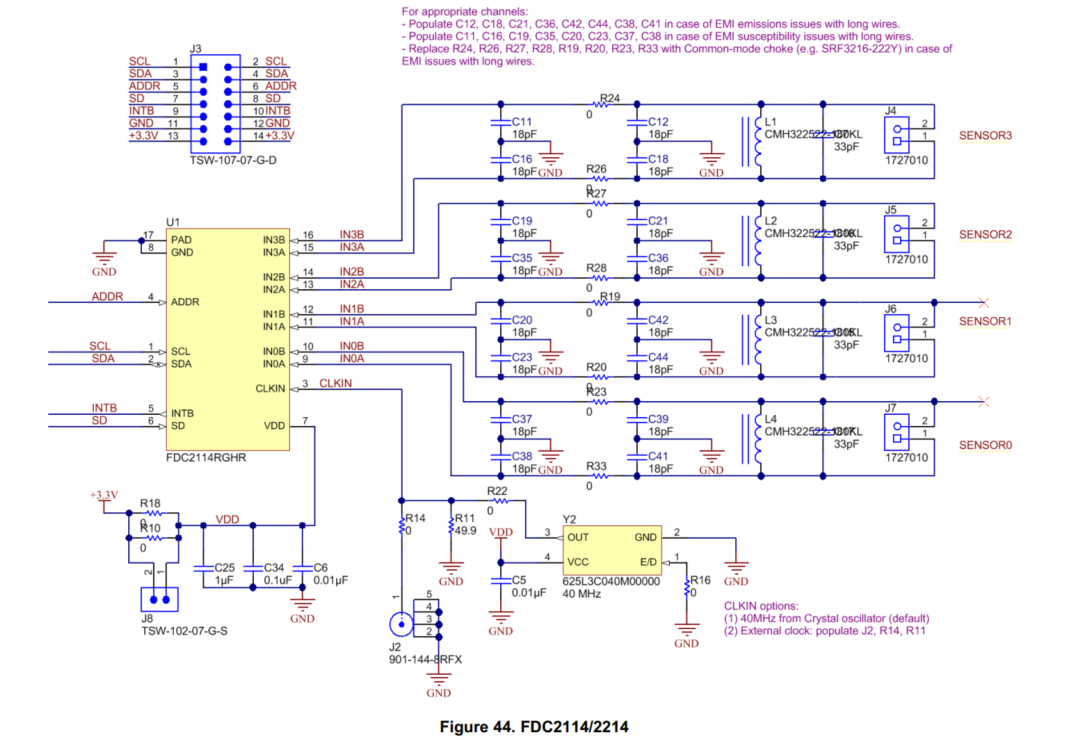 For appropriate channels:
- Populate C12, C18, C21, C36, C42, C44, C38, C41 in case of EMI emissions issues with long wires.
- Populate C11, C16, C19, C35, C20, C23, C37, C38 in case of EMI susceptibility issues with long wires.
- Replace R24, R26, R27, R28, R19, R20, R23, R33 with Common-mode choke (e.g. SRF3216-222Y) in case of
EMI issues with long wires.
J3
SCL 1 2 SCL
SDA 3 4 SDA
ADDR 5 6 ADDR
SD 7 8 SD
INTB 9 10 INTB
GND 11 12 GND
+3.3V 13 14 +3.3V
TSW-107-07-G-D
R24
0
C11
18pF
C16
18pF GND
C12
18pF
C18
18pF
GND
R26
0
L1
33pF
J4
2
1
1727010
SENSOR3
R27
C19
18pF
C35
18pF GND
C21
18pF
C36
18pF
GND
R28
0
L2
33pF
J5
2
1
1727010
SENSOR2
R19
C20
18pF
C23
18pF GND
C42
18pF
C44
18pF
GND
R20
0
L3
33pF
J6
2
1
1727010
SENSOR1
R23
C37
18pF
C38
18pF GND
C39
18pF
C41
18pF
GND
R33
0
L4
33pF
J7
2
1
1727010
SENSOR0
U1
17 PAD IN3B 16 IN3B
8 GND IN3A 15 IN3A
GND
IN2B 14 IN2B
IN2A 13 IN2A
ADDR 4 ADDR
IN1B 12 IN1B
IN1A 11 IN1A
SCL 1 SCL IN0B 10 IN0B
SDA 2 SDA IN0A 9 IN0A
CLKIN 3 CLKIN
INTB 5 INTB
SD 6 SD VDD 7
FDC2114RGHR
+3.3V
R18
0
R10
0
VDD
2 1
J8
TSW-102-07-G-S
C25
1µF
C34
0.1uF
C6
0.01µF
GND
R14
0
R11
49.9
GND
R22
0
1
5
4
3
2
J2
901-144-8RFX
GND
VDD
C5
0.01µF
GND
Y2
3 OUT GND 2
4 VCC E/D 1
625L3C040M00000
40 MHz
R16
0
GND
GND
CLKIN options:
(1) 40MHz from Crystal oscillator (default)
(2) External clock: populate J2, R14, R11
Figure 44. FDC2114/2214